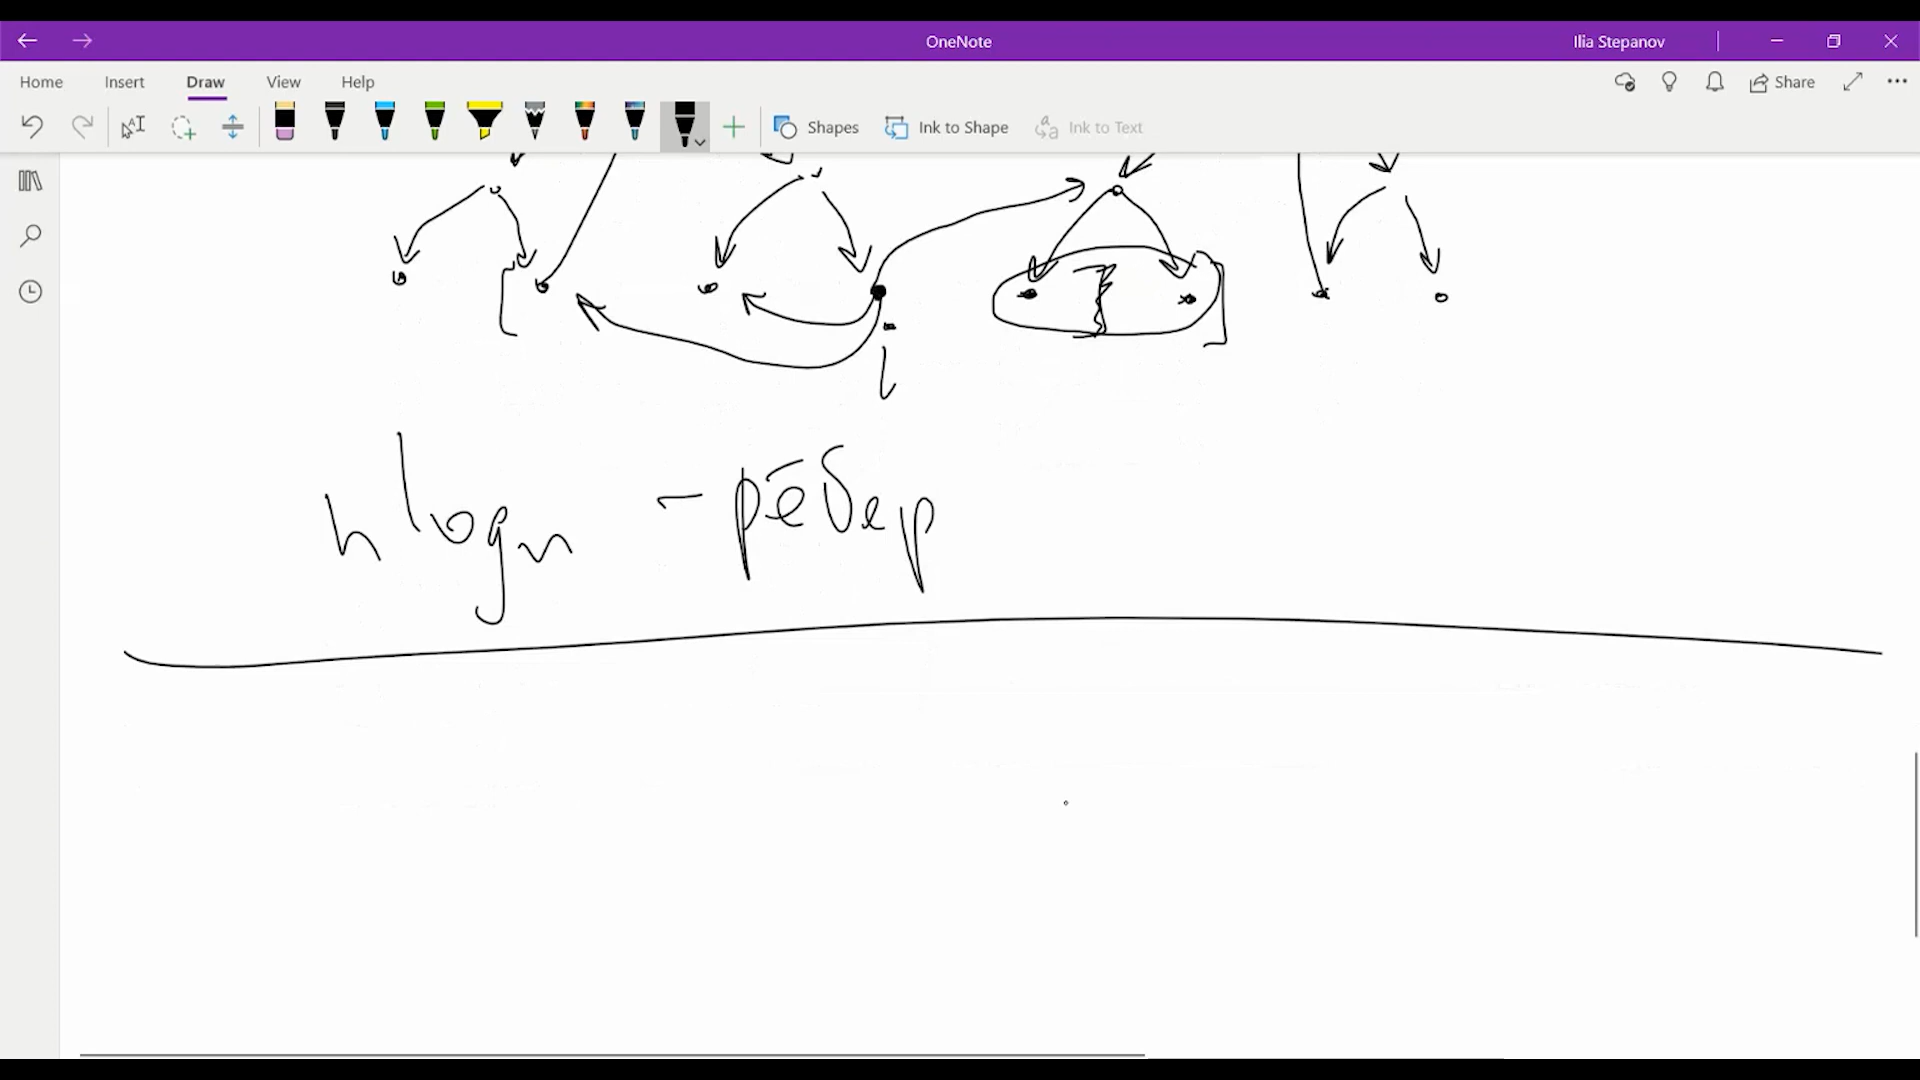 OneNote
Ilia Stepanov
Home Insert Draw View Help
Share
Shapes Ink to Shape Ink to Text
i
n log n – рёбер